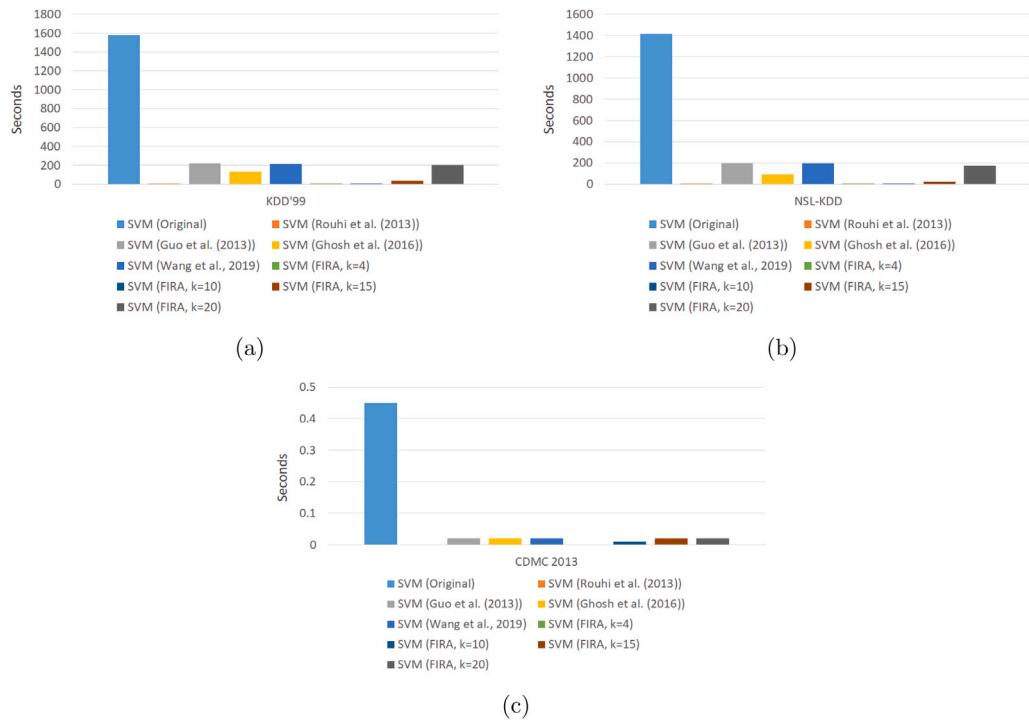 1800
1600
1400
1200
1000
800
600
400
200
0
Seconds
KDD'99
SVM (Original)
SVM (Rouhi et al. (2013))
SVM (Guo et al. (2013))
SVM (Ghosh et al. (2016))
SVM (Wang et al., 2019)
SVM (FIRA, k=4)
SVM (FIRA, k=10)
SVM (FIRA, k=15)
SVM (FIRA, k=20)
(a)
1600
1400
1200
1000
800
600
400
200
0
Seconds
NSL-KDD
SVM (Original)
SVM (Rouhi et al. (2013))
SVM (Guo et al. (2013))
SVM (Ghosh et al. (2016))
SVM (Wang et al., 2019)
SVM (FIRA, k=4)
SVM (FIRA, k=10)
SVM (FIRA, k=15)
SVM (FIRA, k=20)
(b)
0.5
0.4
0.3
0.2
0.1
0
Seconds
CDMC 2013
SVM (Original)
SVM (Rouhi et al. (2013))
SVM (Guo et al. (2013))
SVM (Ghosh et al. (2016))
SVM (Wang et al., 2019)
SVM (FIRA, k=4)
SVM (FIRA, k=10)
SVM (FIRA, k=15)
SVM (FIRA, k=20)
(c)